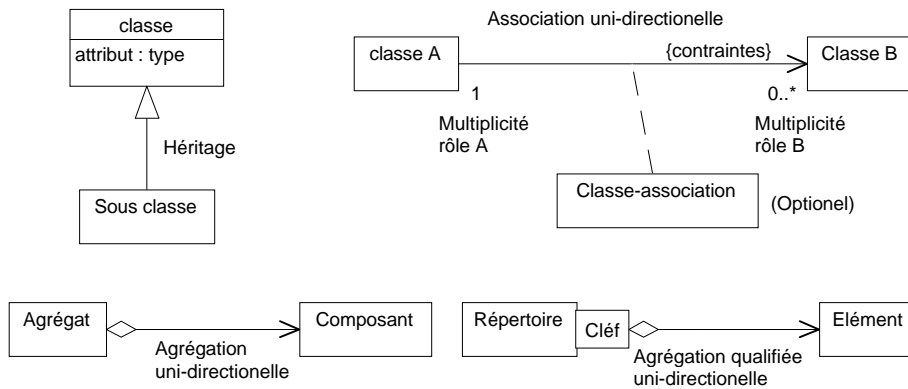 classe
attribut : type
Héritage
Sous classe
Association uni-directionelle
classe A
{contraintes}
Classe B
1
0..*
Multiplicité
rôle A
Multiplicité
rôle B
Classe-association
(Optionel)
Agrégat
Composant
Agrégation
uni-directionelle
Répertoire
Cléf
Elément
Agrégation qualifiée
uni-directionelle